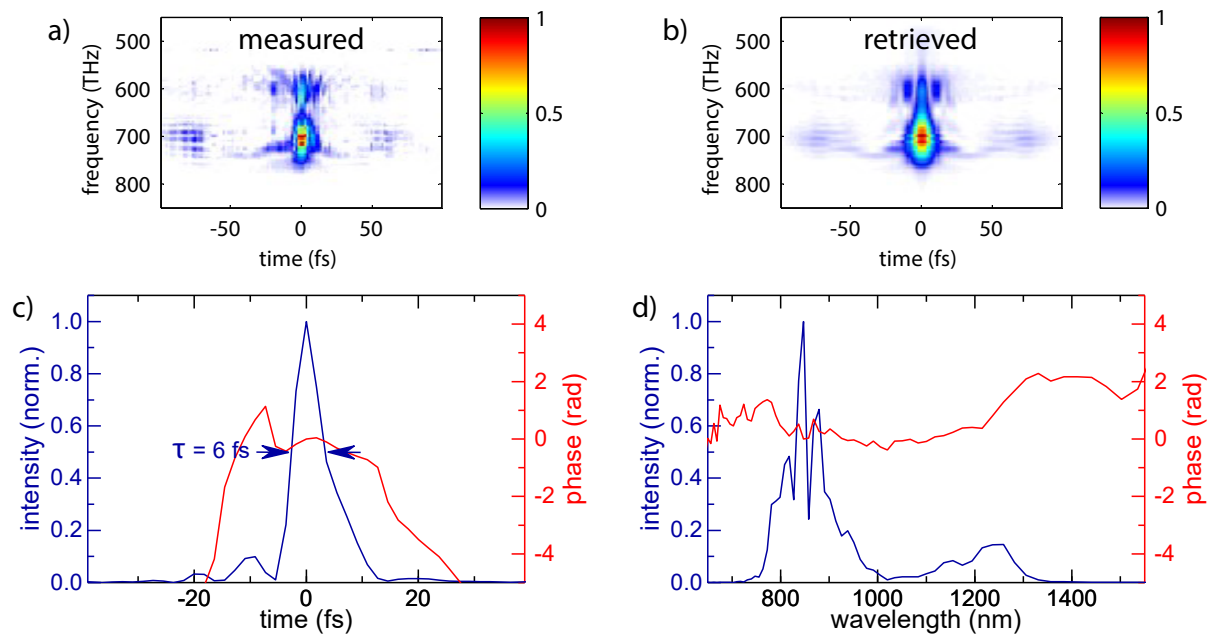 a)
measured
500
600
700
800
frequency (THz)
-50
0
50
time (fs)
1
0.5
0
b)
retrieved
500
600
700
800
frequency (THz)
-50
0
50
time (fs)
1
0.5
0
c)
1.0
0.8
0.6
0.4
0.2
0.0
intensity (norm.)
τ = 6 fs
-20
0
20
time (fs)
4
2
0
-2
-4
phase (rad)
d)
1.0
0.8
0.6
0.4
0.2
0.0
intensity (norm.)
800
1000
1200
1400
wavelength (nm)
4
2
0
-2
-4
phase (rad)